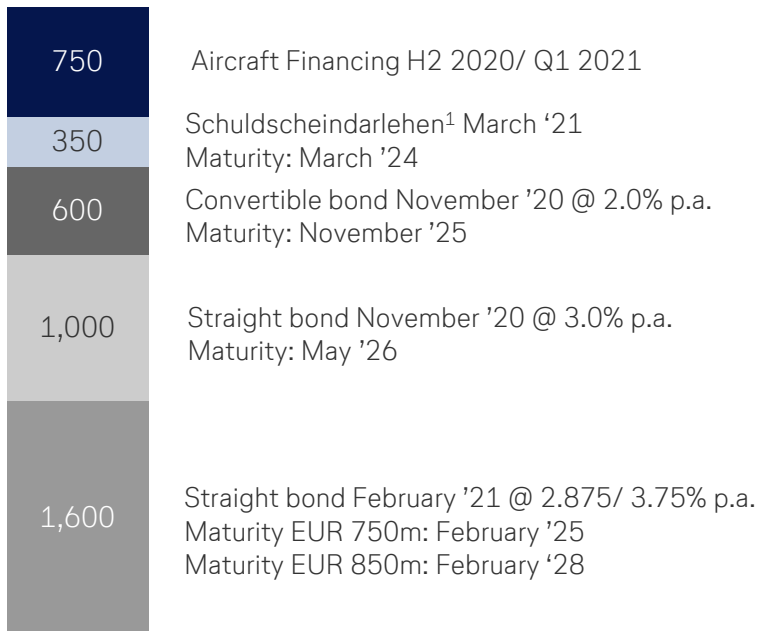 750
Aircraft Financing H2 2020/ Q1 2021
350
Schuldscheindarlehen¹ March ‘21
Maturity: March ’24
600
Convertible bond November ’20 @ 2.0% p.a.
Maturity: November ’25
1,000
Straight bond November ’20 @ 3.0% p.a.
Maturity: May ’26
1,600
Straight bond February ’21 @ 2.875/ 3.75% p.a.
Maturity EUR 750m: February ’25
Maturity EUR 850m: February ‘28